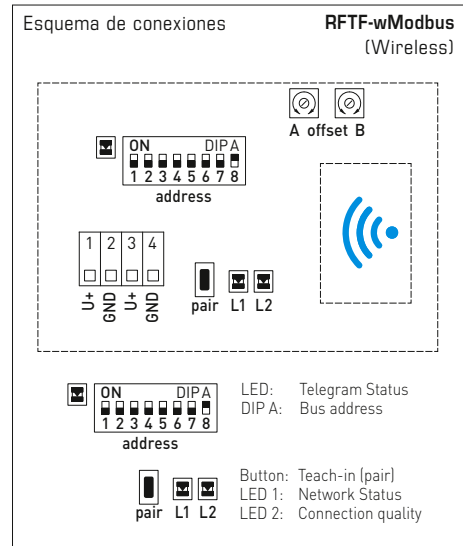 Esquema de conexiones
RFTF-wModbus
(Wireless)
A offset B
ON DIP A
1 2 3 4 5 6 7 8
address
1 2 3 4
U+ GND U+ GND
pair L1 L2
ON DIP A
1 2 3 4 5 6 7 8
address
LED: Telegram Status
DIP A: Bus address
pair L1 L2
Button: Teach-in (pair)
LED 1: Network Status
LED 2: Connection quality